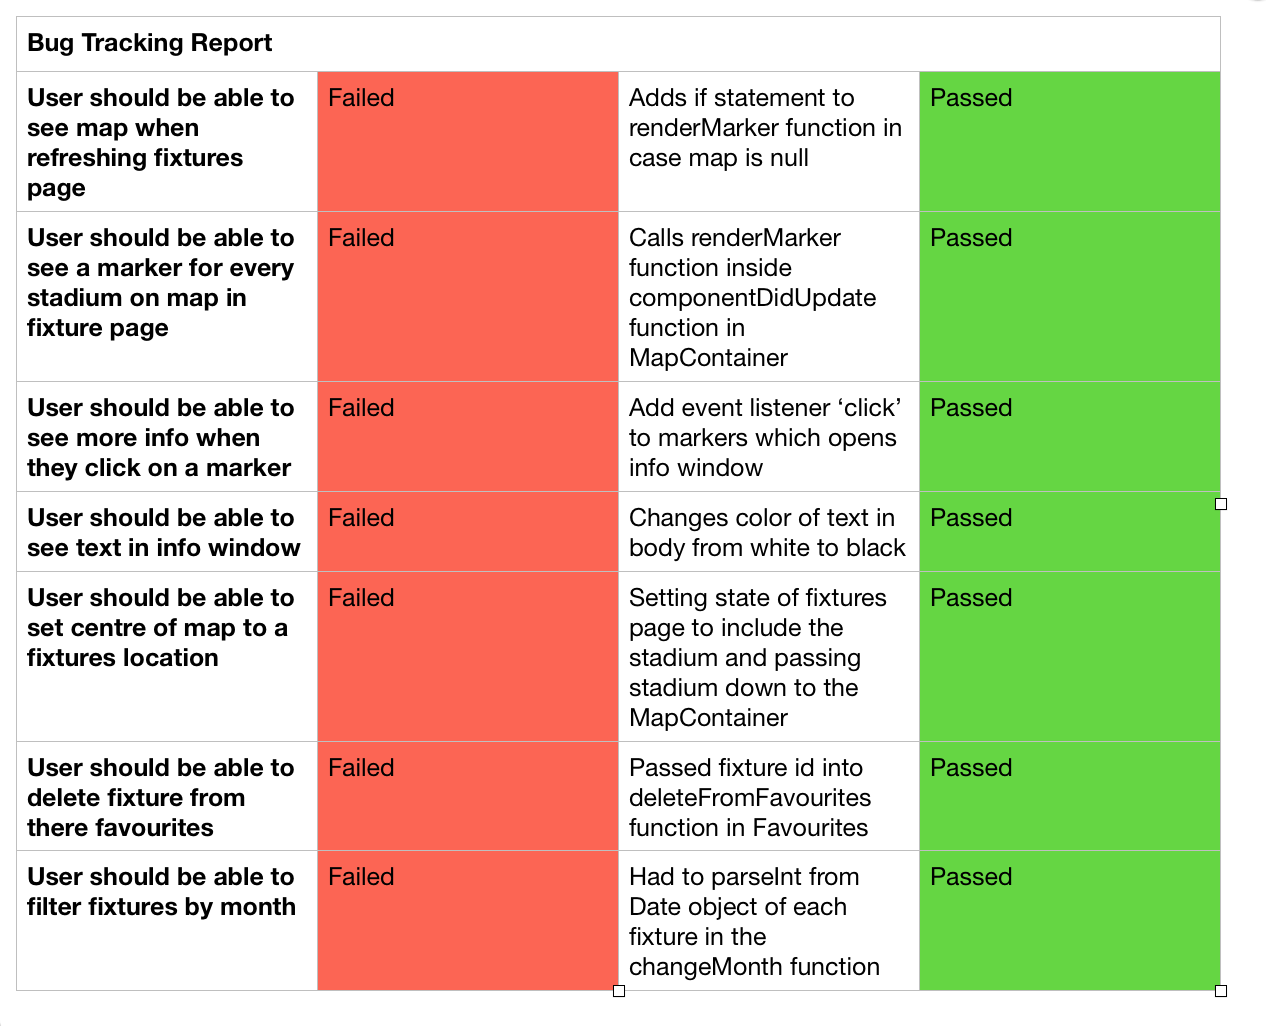 Bug Tracking Report
User should be able to
see map when
refreshing fixtures
page
Failed
Adds if statement to
renderMarker function in
case map is null
Passed
User should be able to
see a marker for every
stadium on map in
fixture page
Failed
Calls renderMarker
function inside
componentDidUpdate
function in
MapContainer
Passed
User should be able to
see more info when
they click on a marker
Failed
Add event listener ‘click’
to markers which opens
info window
Passed
User should be able to
see text in info window
Failed
Changes color of text in
body from white to black
Passed
User should be able to
set centre of map to a
fixtures location
Failed
Setting state of fixtures
page to include the
stadium and passing
stadium down to the
MapContainer
Passed
User should be able to
delete fixture from
there favourites
Failed
Passed fixture id into
deleteFromFavourites
function in Favourites
Passed
User should be able to
filter fixtures by month
Failed
Had to parseInt from
Date object of each
fixture in the
changeMonth function
Passed